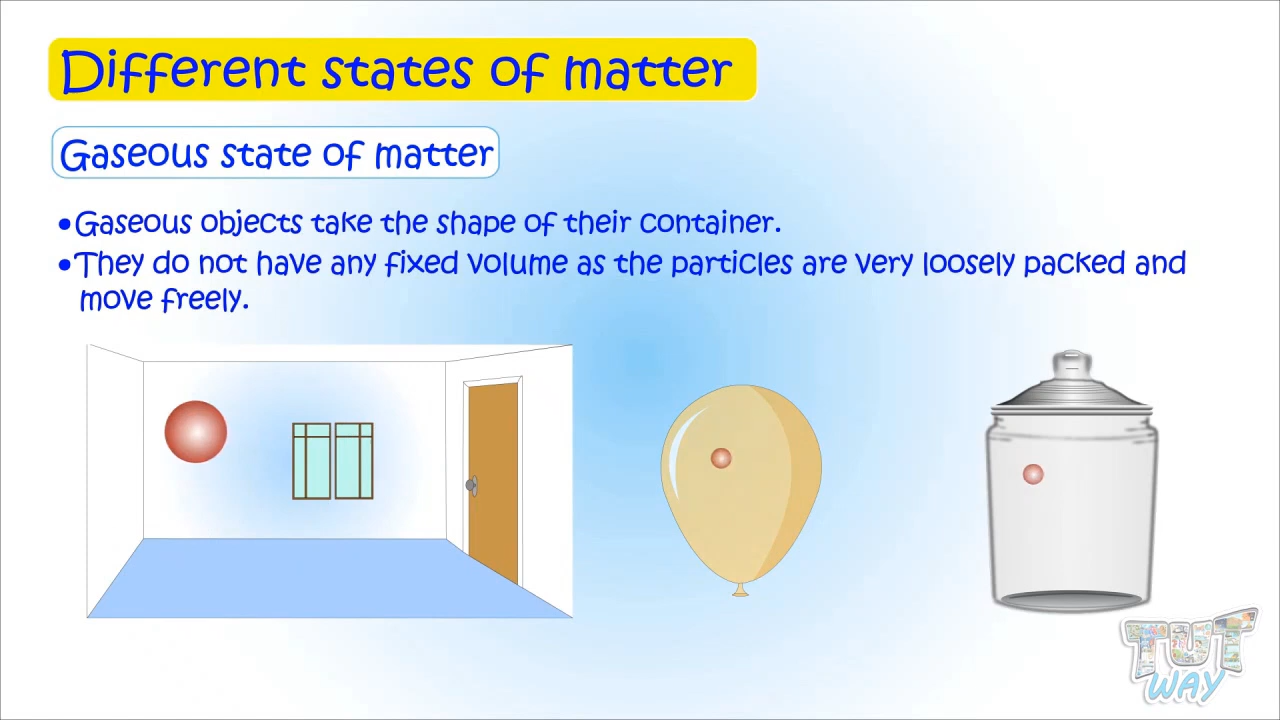 Different states of matter
Gaseous state of matter
•Gaseous objects take the shape of their container.
•They do not have any fixed volume as the particles are very loosely packed and
move freely.
TUT
WAY